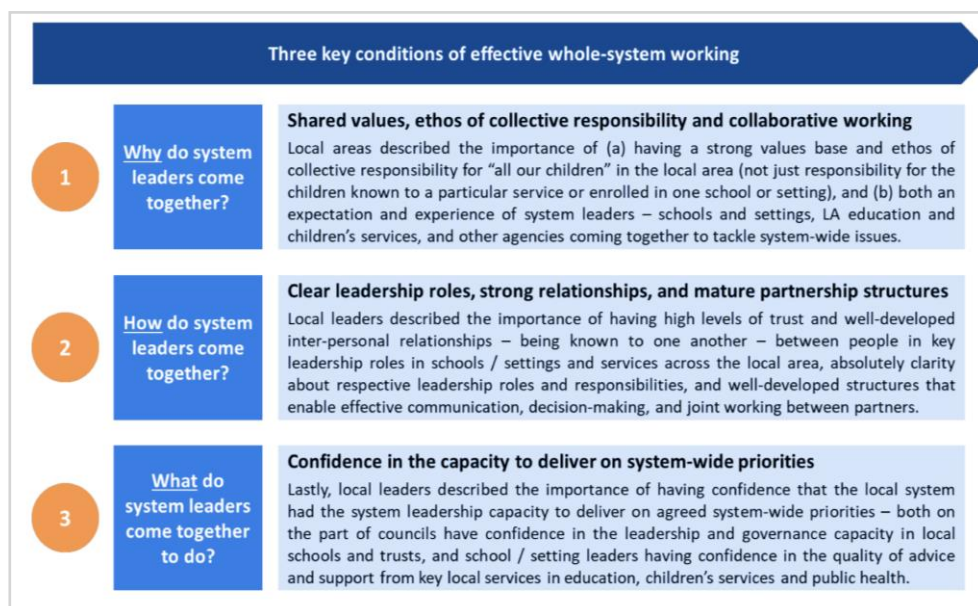 Three key conditions of effective whole-system working
1
Why do system
leaders come
together?
Shared values, ethos of collective responsibility and collaborative working
Local areas described the importance of (a) having a strong values base and ethos of
collective responsibility for “all our children” in the local area (not just responsibility for the
children known to a particular service or enrolled in one school or setting), and (b) both an
expectation and experience of system leaders – schools and settings, LA education and
children’s services, and other agencies coming together to tackle system-wide issues.
2
How do system
leaders come
together?
Clear leadership roles, strong relationships, and mature partnership structures
Local leaders described the importance of having high levels of trust and well-developed
inter-personal relationships – being known to one another – between people in key
leadership roles in schools / settings and services across the local area, absolutely clarity
about respective leadership roles and responsibilities, and well-developed structures that
enable effective communication, decision-making, and joint working between partners.
3
What do
system leaders
come together
to do?
Confidence in the capacity to deliver on system-wide priorities
Lastly, local leaders described the importance of having confidence that the local system
had the system leadership capacity to deliver on agreed system-wide priorities – both on
the part of councils have confidence in the leadership and governance capacity in local
schools and trusts, and school / setting leaders having confidence in the quality of advice
and support from key local services in education, children’s services and public health.